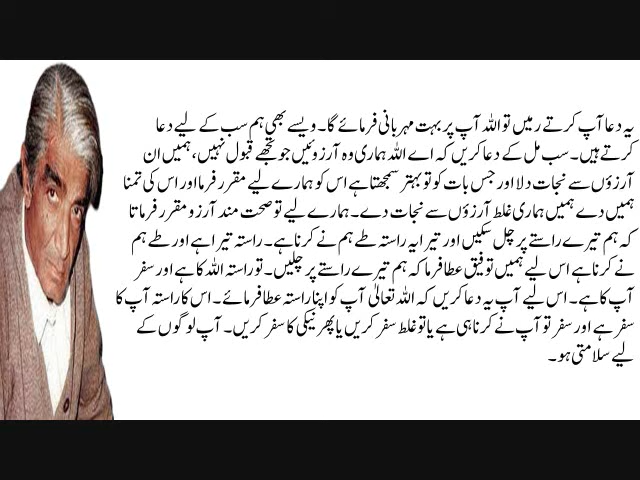 یہ دعا آپ کرتے رہیں تو اللہ آپ پر بہت مہربانی فرمائے گا۔ ویسے بھی ہم سب کے لیے دعا
کرتے ہیں۔ سب مل کے دعا کریں کہ اے اللہ ہماری وہ آرزوئیں جو تجھے قبول نہیں، ہمیں ان
آرزؤں سے نجات دلا اور جس بات کو تو بہتر سمجھتا ہے اس کو ہمارے لیے مقرر فرما اور اس کی تمنا
ہمیں دے ہمیں ہماری غلط آرزؤں سے نجات دے۔ ہمارے لیے تو صحت مند آرزو مقرر فرما تا
کہ ہم تیرے راستے پر چل سکیں اور تیرا یہ راستہ طے ہم نے کرنا ہے۔ راستہ تیرا ہے اور طے ہم
نے کرنا ہے اس لیے ہمیں توفیق عطا فرما کہ ہم تیرے راستے پر چلیں۔ تو راستہ اللہ کا ہے اور سفر
آپ کا ہے۔ اس لیے آپ یہ دعا کریں کہ اللہ تعالیٰ آپ کو اپنا راستہ عطا فرمائے۔ اس کا راستہ آپ کا
سفر ہے اور سفر تو آپ نے کرنا ہی ہے یا تو غلط سفر کریں یا پھر نیکی کا سفر کریں۔ آپ لوگوں کے
لیے سلامتی ہو۔